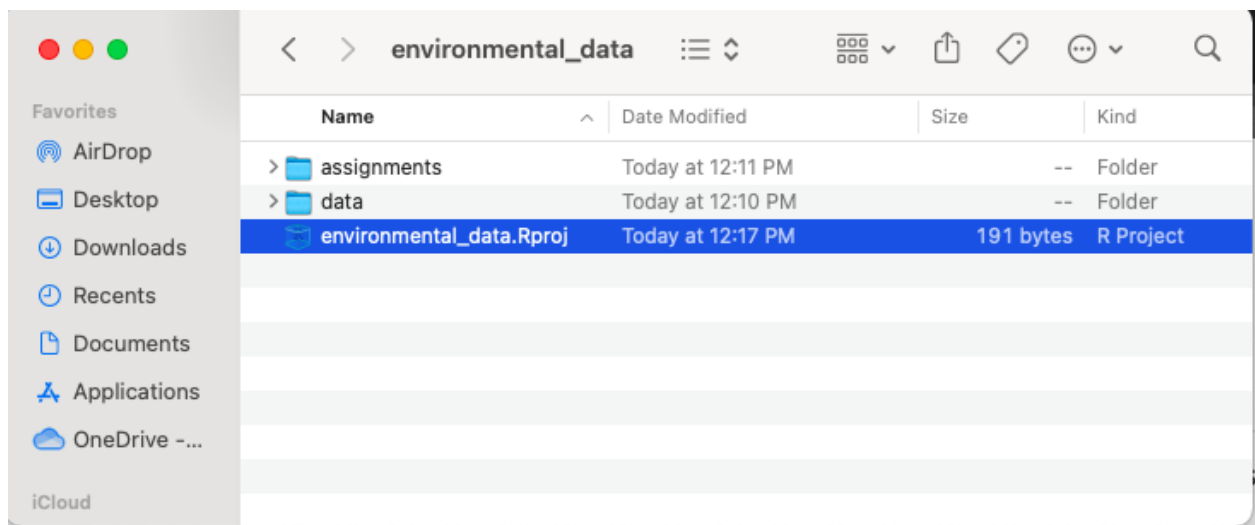 environmental_data
Favorites
AirDrop
Desktop
Downloads
Recents
Documents
Applications
OneDrive -...
iCloud
Name Date Modified Size Kind
assignments Today at 12:11 PM -- Folder
data Today at 12:10 PM -- Folder
environmental_data.Rproj Today at 12:17 PM 191 bytes R Project